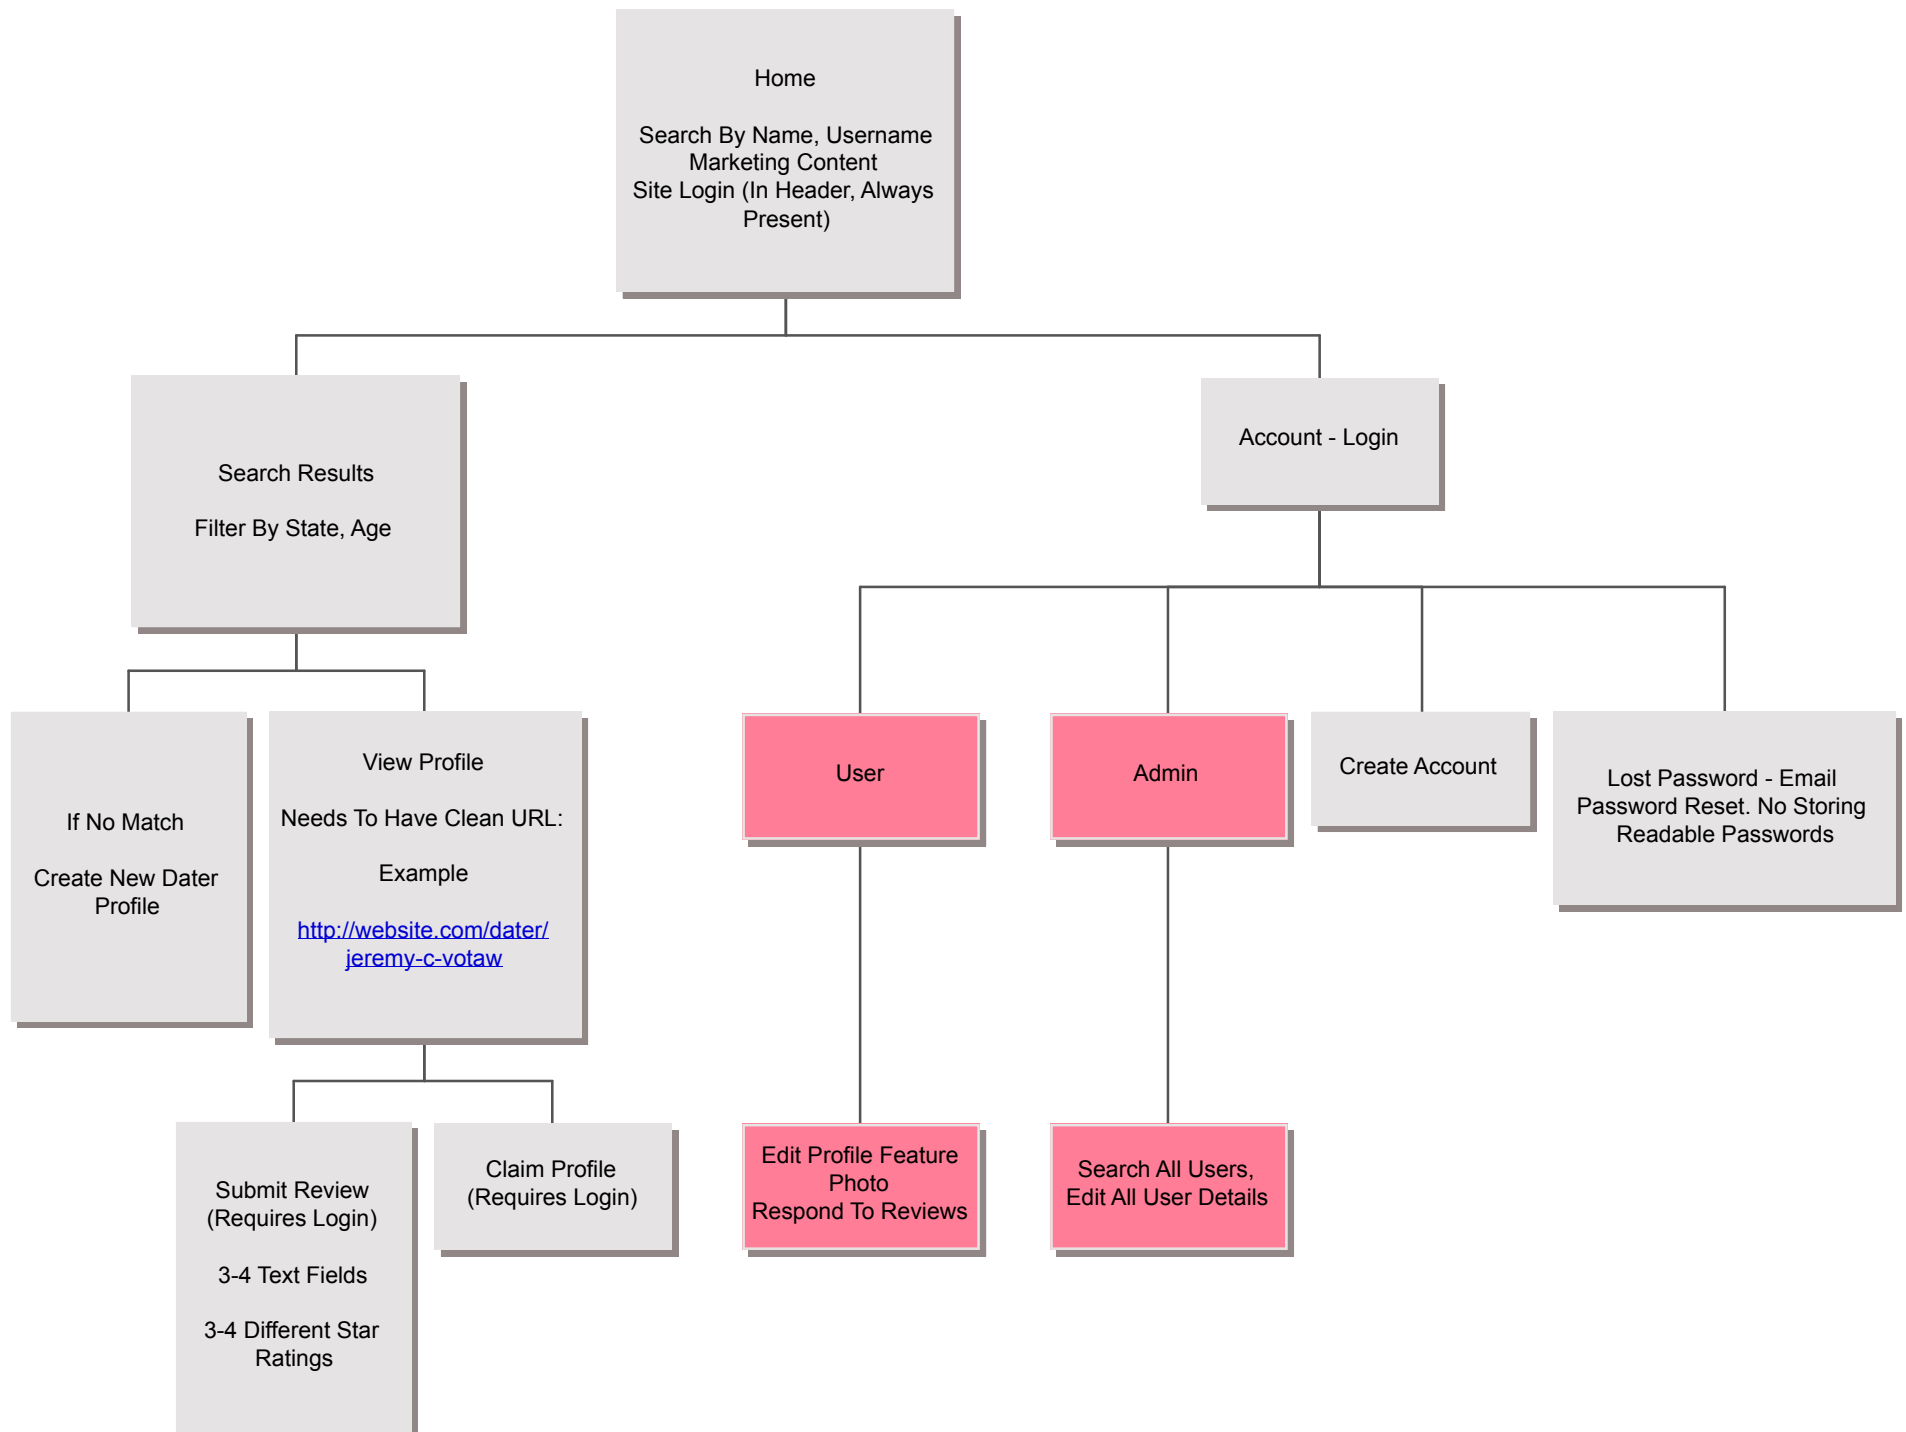 Home
Search By Name, Username
Marketing Content
Site Login (In Header, Always
Present)
Search Results
Filter By State, Age
Account - Login
If No Match
Create New Dater
Profile
View Profile
Needs To Have Clean URL:
Example
http://website.com/dater/
jeremy-c-votaw
User
Admin
Create Account
Lost Password - Email
Password Reset. No Storing
Readable Passwords
Submit Review
(Requires Login)
3-4 Text Fields
3-4 Different Star
Ratings
Claim Profile
(Requires Login)
Edit Profile Feature
Photo
Respond To Reviews
Search All Users,
Edit All User Details